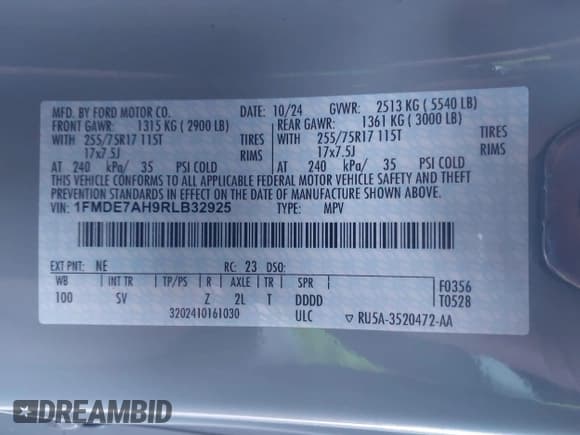 MFD. BY FORD MOTOR CO. DATE: 10/24 GVWR: 2513 KG ( 5540 LB)
FRONT GAWR: 1315 KG ( 2900 LB) REAR GAWR: 1361 KG ( 3000 LB)
WITH 255/75R17 115T TIRES WITH 255/75R17 115T TIRES
17x7.5J RIMS 17x7.5J RIMS
AT 240 kPa/ 35 PSI COLD AT 240 kPa/ 35 PSI COLD
THIS VEHICLE CONFORMS TO ALL APPLICABLE FEDERAL MOTOR VEHICLE SAFETY AND THEFT
PREVENTION STANDARDS IN EFFECT ON THE DATE OF MANUFACTURE SHOWN ABOVE.
VIN: 1FMDE7AH9RLB32925 TYPE: MPV
EXT PNT: NE RC: 23 DSO:
WB INT TR TP/PS R AXLE TR SPR
100 SV Z 2L T DDDD
F0356
T0528
3202410161030 ULC ▽ RU5A-3520472-AA
DREAMBID